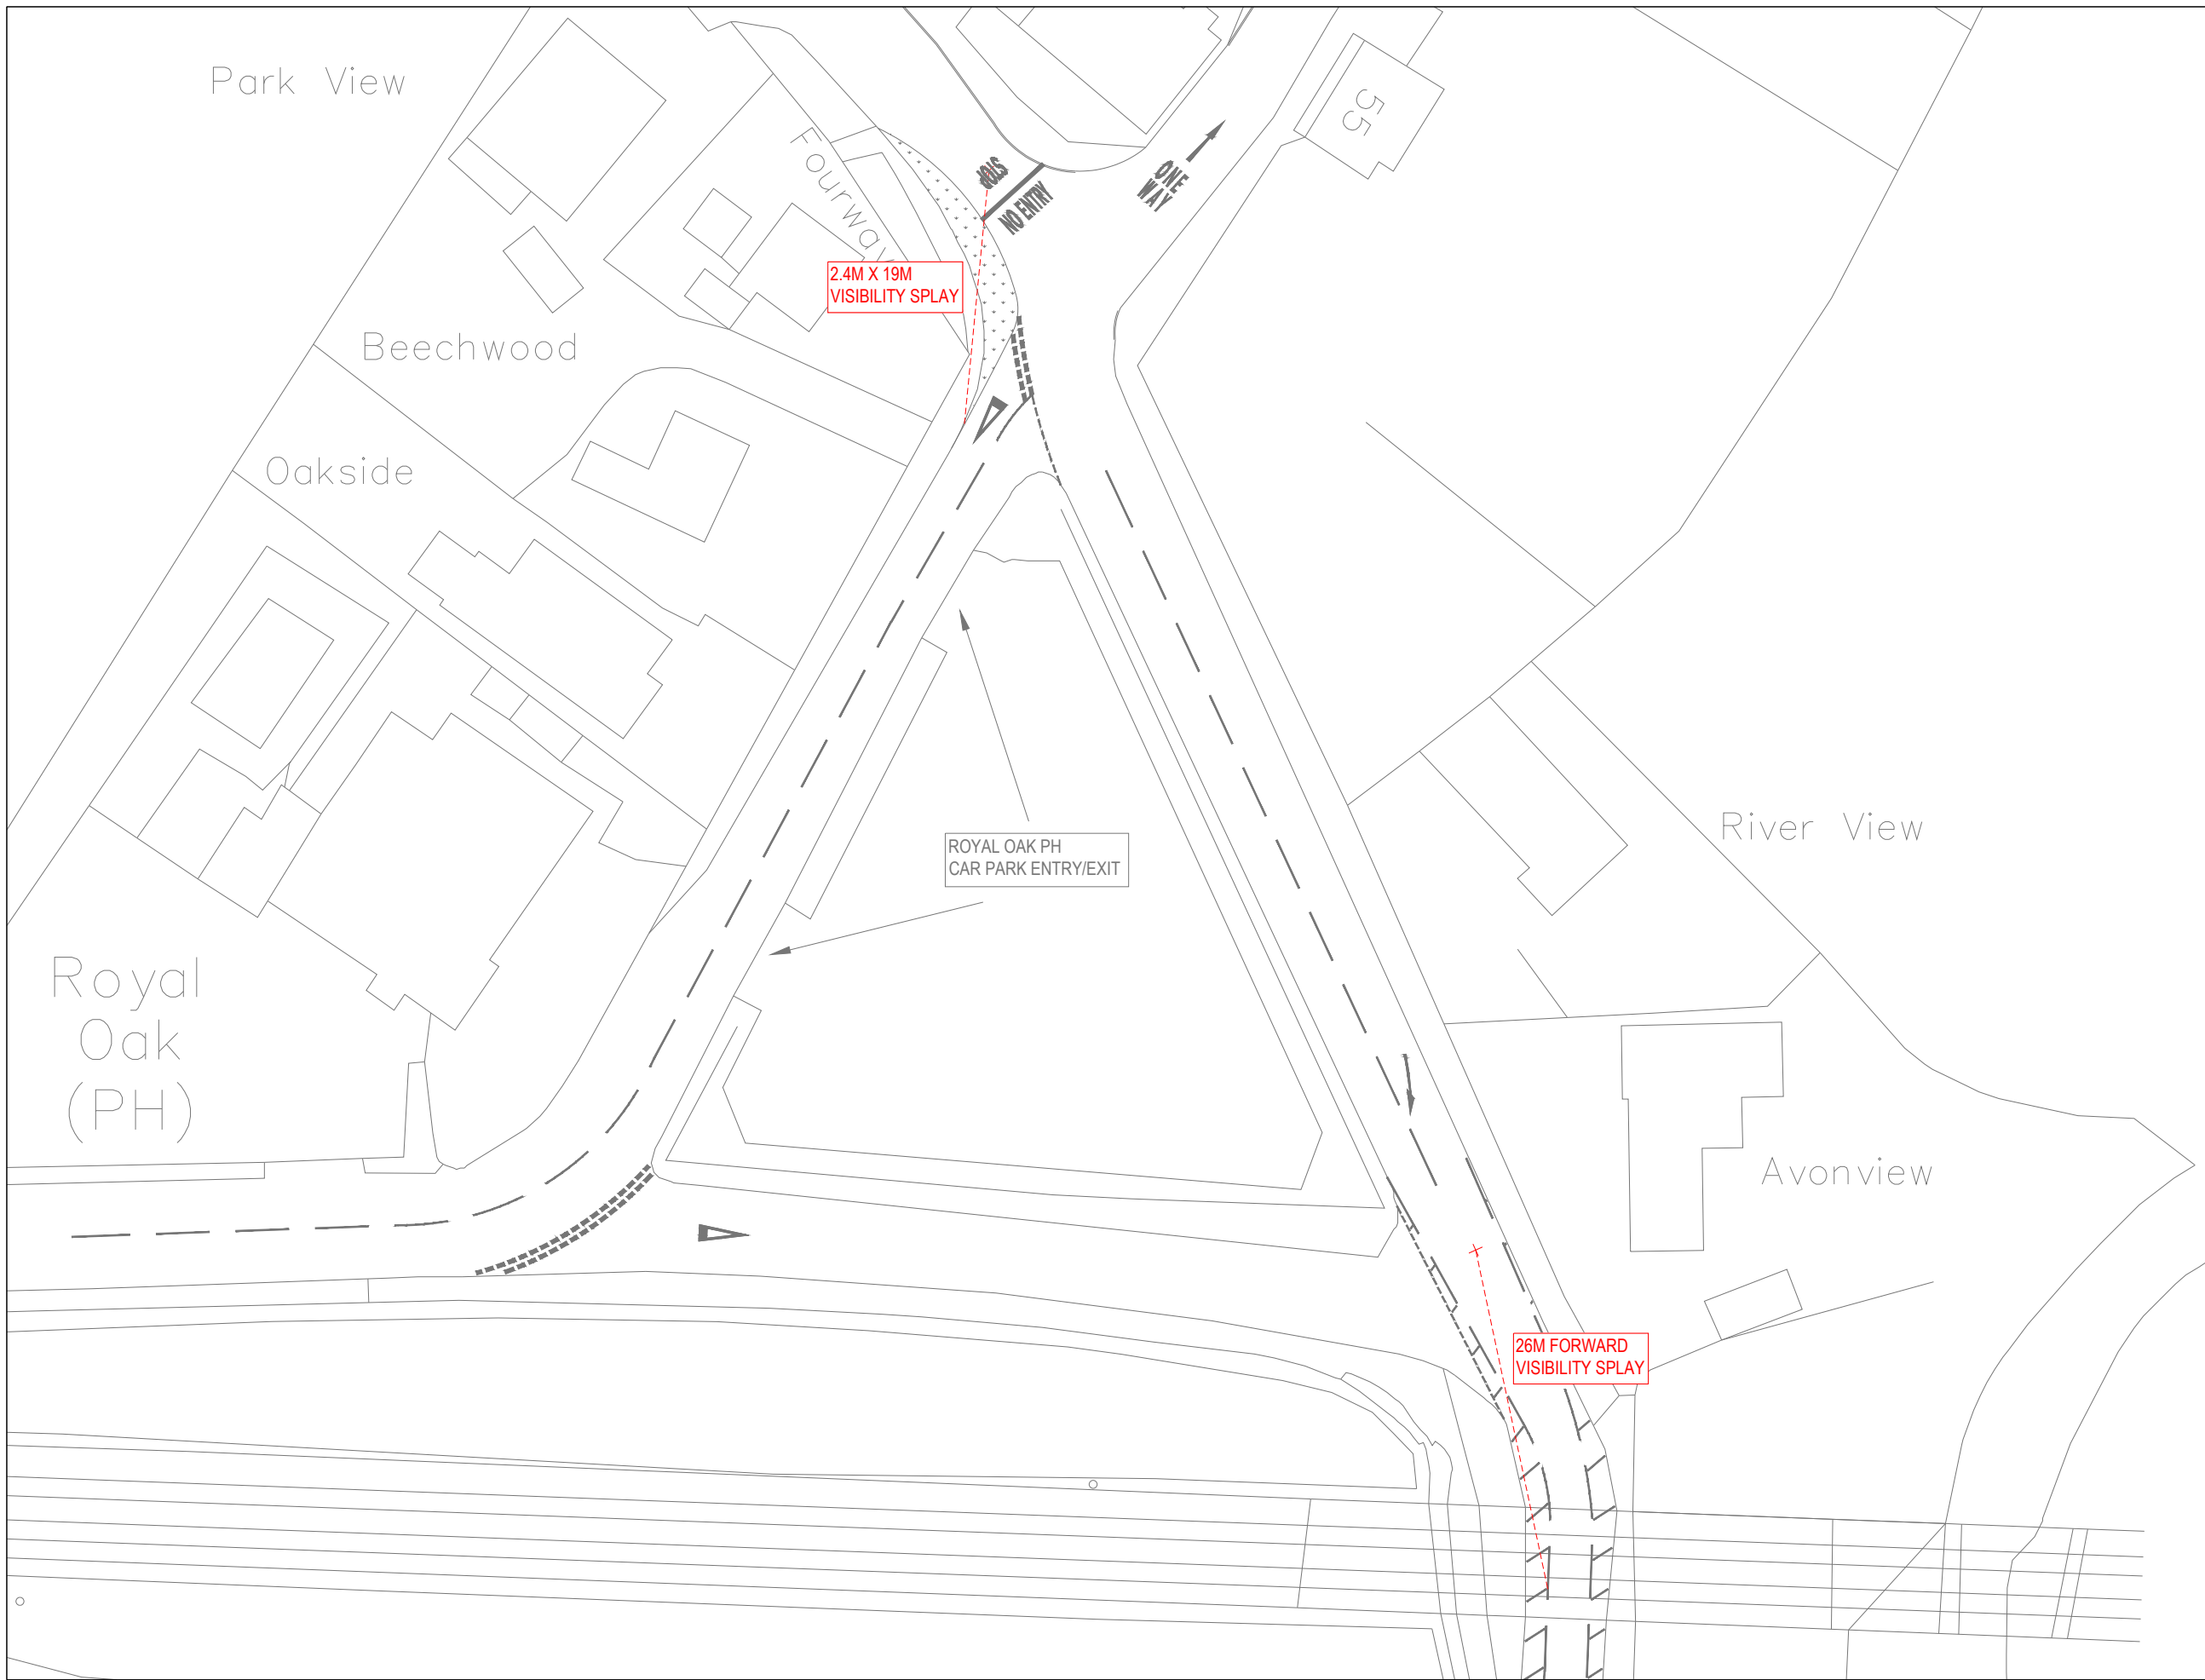 Park View
55
Fourway
STOP
NO ENTRY
ONE
WAY
2.4M X 19M
VISIBILITY SPLAY
Beechwood
Oakside
ROYAL OAK PH
CAR PARK ENTRY/EXIT
River View
Royal
Oak
(PH)
Avonview
26M FORWARD
VISIBILITY SPLAY